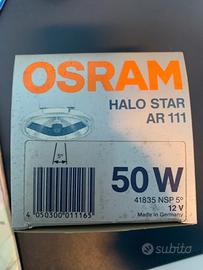 OSRAM
HALO STAR
AR 111
5°
50 W
41835 NSP 5°
12 V
Made in Germany
4 050300 011165
subito